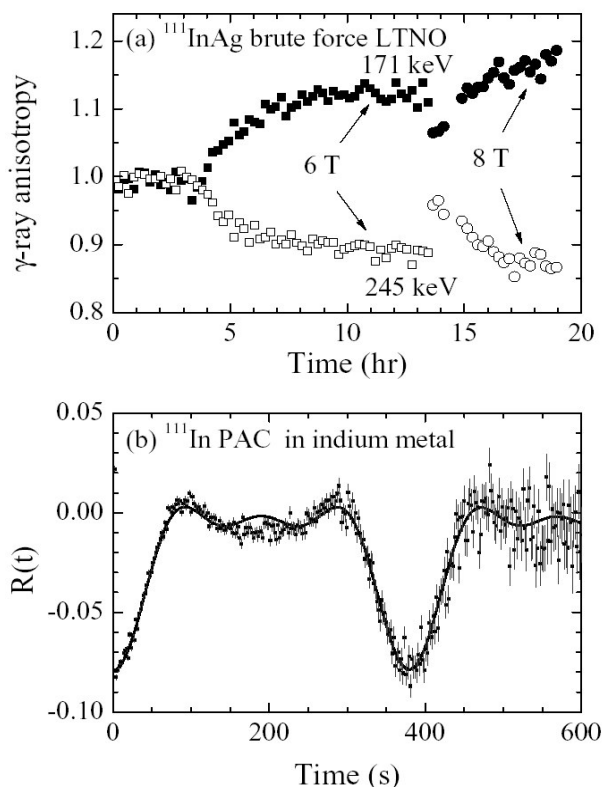 (a) ¹¹¹InAg brute force LTNO
171 keV
6 T
8 T
245 keV
γ-ray anisotropy
1.2
1.1
1.0
0.9
0.8
0 5 10 15 20
Time (hr)
(b) ¹¹¹In PAC in indium metal
R(t)
0.05
0.00
-0.05
-0.10
0 200 400 600
Time (s)